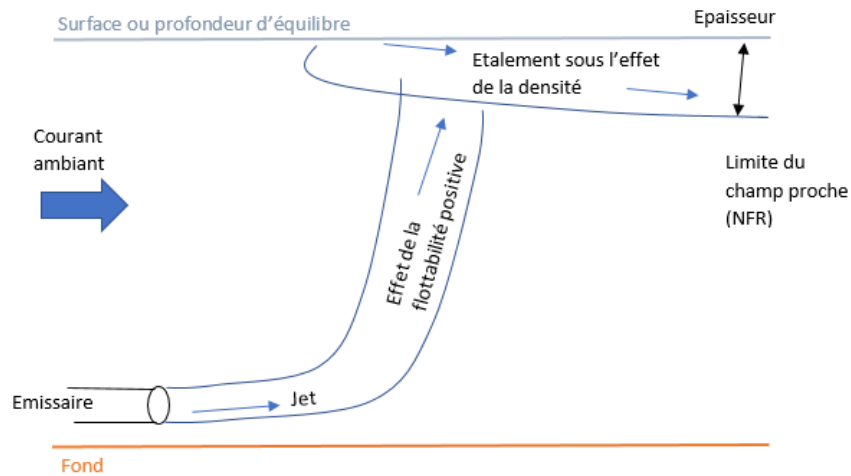 Surface ou profondeur d'équilibre
Epaisseur
Etalement sous l'effet
de la densité
Courant
ambiant
Limite du
champ proche
(NFR)
Effet de la
flottabilité positive
Emissaire
Jet
Fond